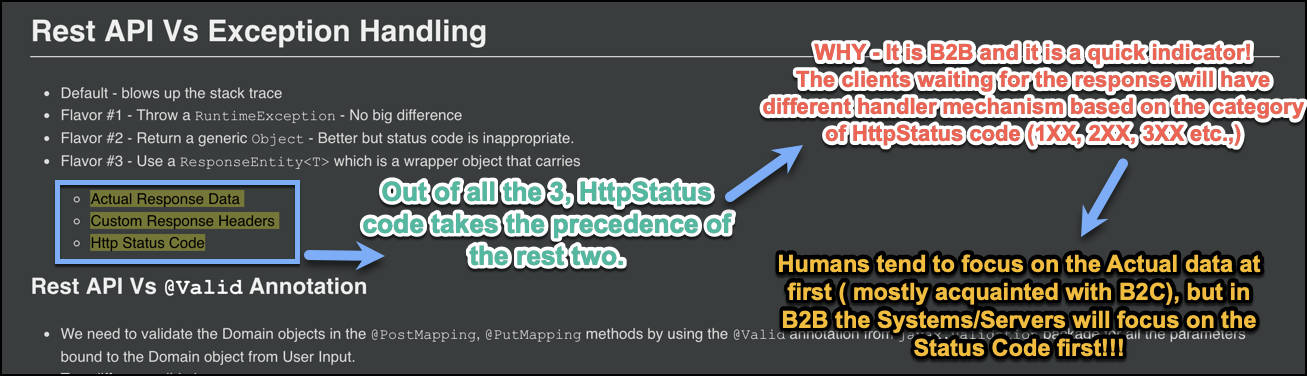 Rest API Vs Exception Handling
WHY - It is B2B and it is a quick indicator!
The clients waiting for the response will have
different handler mechanism based on the category
of HttpStatus code (1XX, 2XX, 3XX etc.,)
Default - blows up the stack trace
Flavor #1 - Throw a RuntimeException - No big difference
Flavor #2 - Return a generic Object - Better but status code is inappropriate.
Flavor #3 - Use a ResponseEntity<T> which is a wrapper object that carries
Actual Response Data
Custom Response Headers
Http Status Code
Out of all the 3, HttpStatus
code takes the precedence of
the rest two.
Humans tend to focus on the Actual data at
first ( mostly acquainted with B2C), but in
B2B the Systems/Servers will focus on the
Status Code first!!!
Rest API Vs @Valid Annotation
We need to validate the Domain objects in the @PostMapping, @PutMapping methods by using the @Valid annotation from package for all the parameters
bound to the Domain object from User Input.